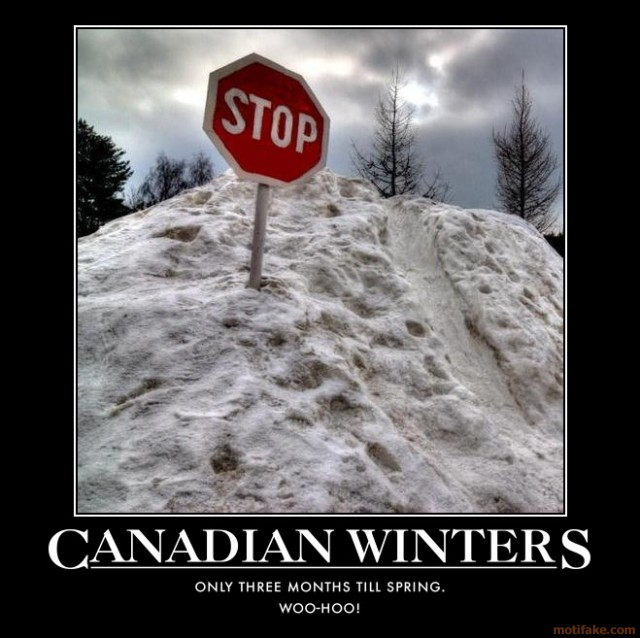 STOP
CANADIAN WINTERS
ONLY THREE MONTHS TILL SPRING.
WOO-HOO!
motifake.com